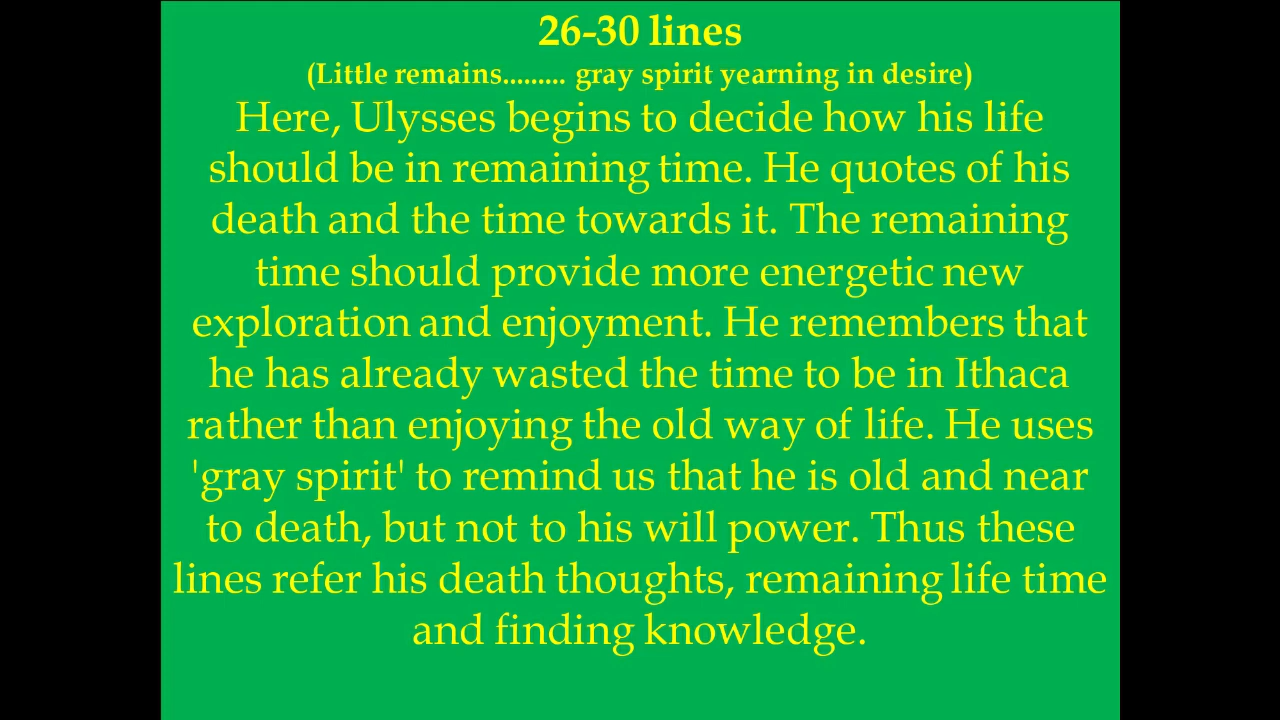 26-30 lines
(Little remains......... gray spirit yearning in desire)
Here, Ulysses begins to decide how his life
should be in remaining time. He quotes of his
death and the time towards it. The remaining
time should provide more energetic new
exploration and enjoyment. He remembers that
he has already wasted the time to be in Ithaca
rather than enjoying the old way of life. He uses
'gray spirit' to remind us that he is old and near
to death, but not to his will power. Thus these
lines refer his death thoughts, remaining life time
and finding knowledge.